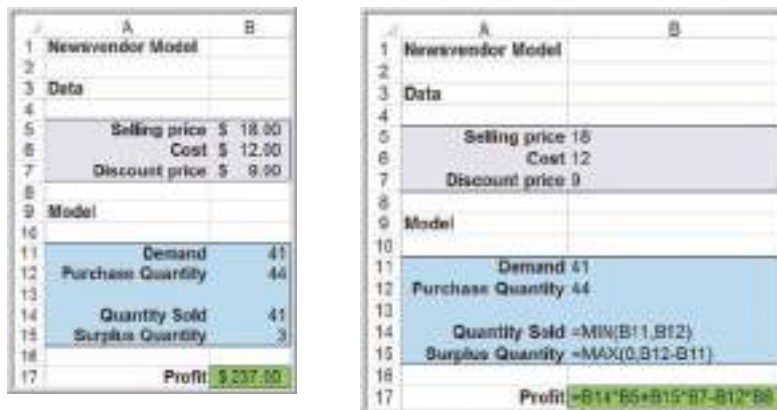 A B
1 Newsvendor Model
2
3 Data
4
5 Selling price $ 18.00
6 Cost $ 12.00
7 Discount price $ 9.00
8
9 Model
10
11 Demand 41
12 Purchase Quantity 44
13
14 Quantity Sold 41
15 Surplus Quantity 3
16
17 Profit $ 237.00
A B
1 Newsvendor Model
2
3 Data
4
5 Selling price 18
6 Cost 12
7 Discount price 9
8
9 Model
10
11 Demand 41
12 Purchase Quantity 44
13
14 Quantity Sold =MIN(B11,B12)
15 Surplus Quantity =MAX(0,B12-B11)
16
17 Profit =B14*B5+B15*B7-B12*B6